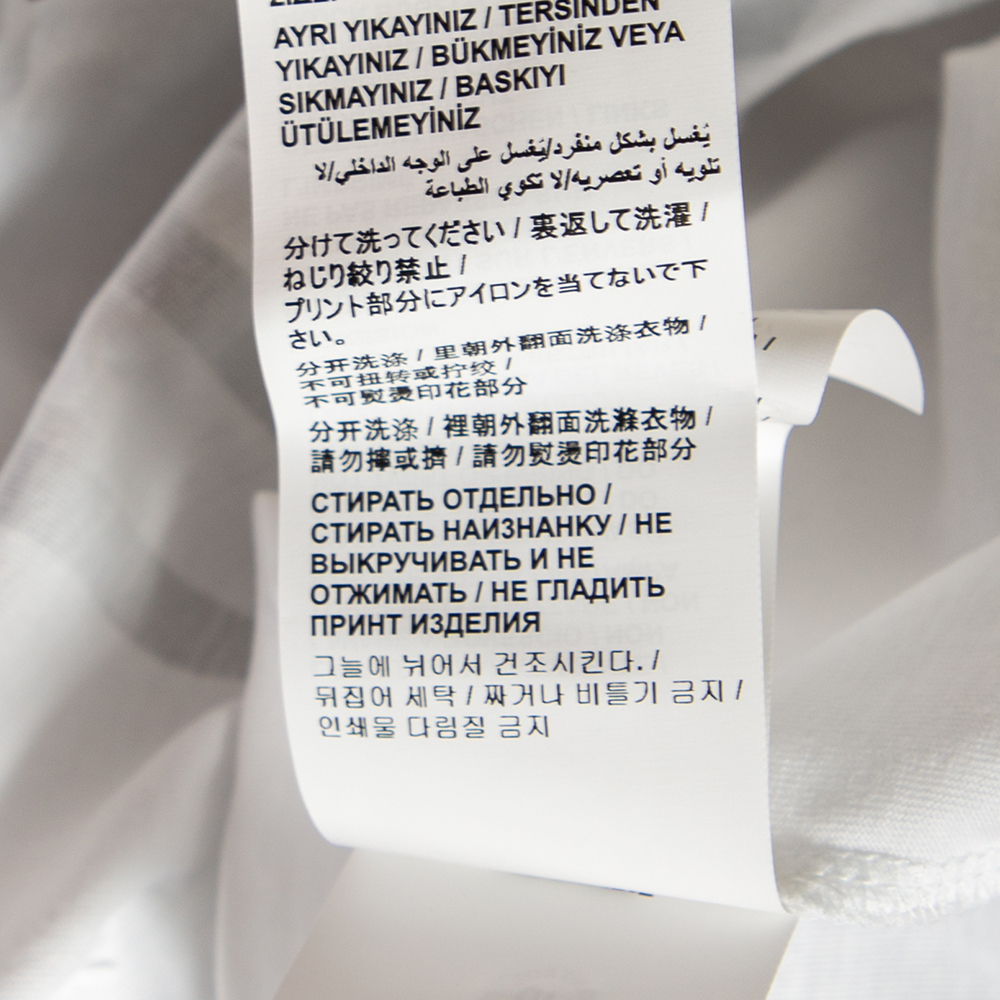 AYRI YIKAYINIZ / TERSİNDEN
YIKAYINIZ / BÜKMEYİNİZ VEYA
SIKMAYINIZ / BASKIYI
ÜTÜLEMEYİNİZ
يُغسل بشكل منفرد/يُغسل على الوجه الداخلي/لا
تلويه أو تعصريه/لا تكوي الطباعة
分けて洗ってください / 裏返して洗濯 /
ねじり絞り禁止 /
プリント部分にアイロンを当てないで下
さい。
分开洗涤 / 里朝外翻面洗涤衣物 /
不可扭转或拧绞 /
不可熨烫印花部分
分开洗涤 / 裡朝外翻面洗滌衣物 /
請勿擰或擠 / 請勿熨燙印花部分
СТИРАТЬ ОТДЕЛЬНО /
СТИРАТЬ НАИЗНАНКУ / НЕ
ВЫКРУЧИВАТЬ И НЕ
ОТЖИМАТЬ / НЕ ГЛАДИТЬ
ПРИНТ ИЗДЕЛИЯ
그늘에 뉘어서 건조시킨다. /
뒤집어 세탁 / 짜거나 비틀기 금지 /
인쇄물 다림질 금지